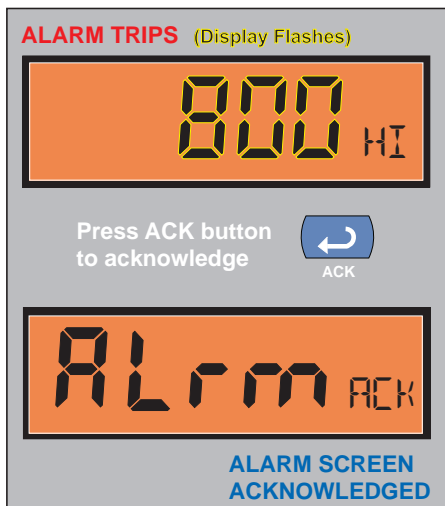 ALARM TRIPS (Display Flashes)
800 HI
Press ACK button
to acknowledge
ACK
ALrm ACK
ALARM SCREEN
ACKNOWLEDGED